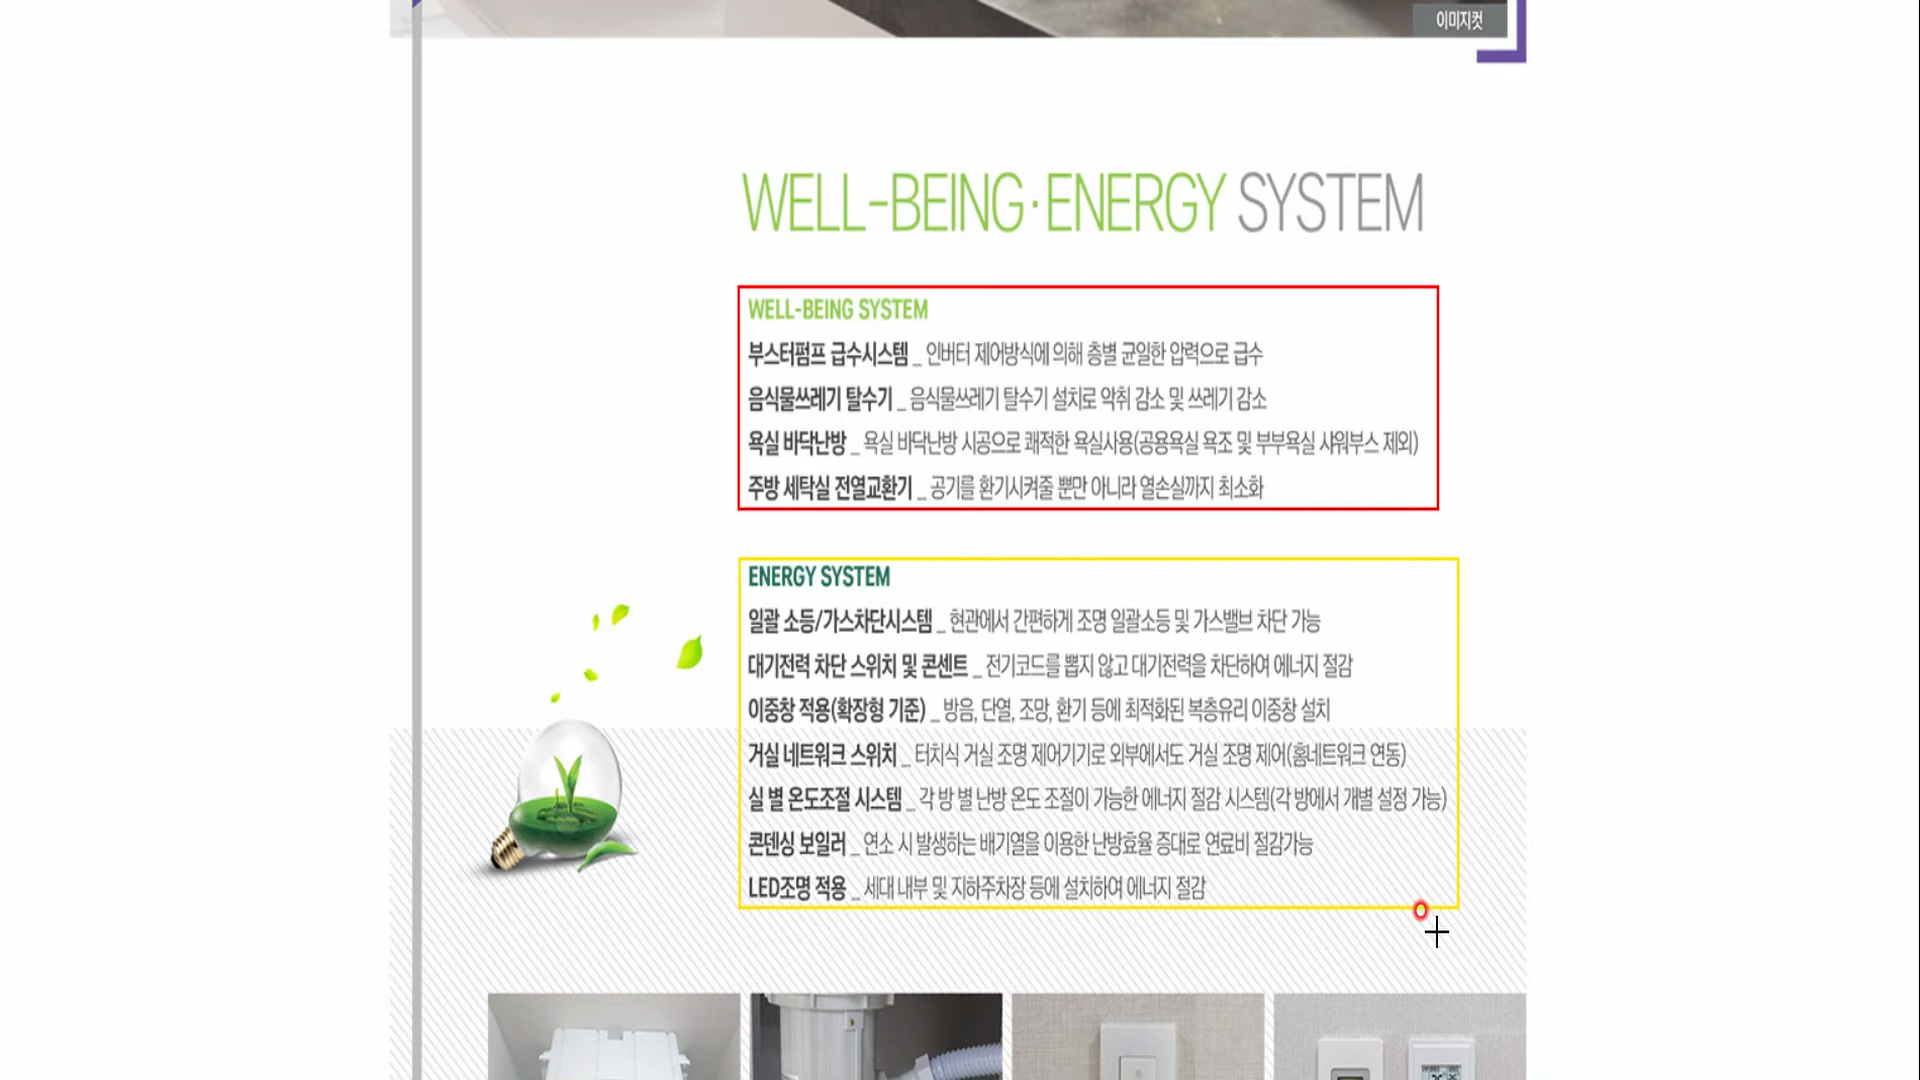 이미지컷
WELL-BEING·ENERGY SYSTEM
WELL-BEING SYSTEM
부스터펌프 급수시스템 _ 인버터 제어방식에 의해 층별 균일한 압력으로 급수
음식물쓰레기 탈수기 _ 음식물쓰레기 탈수기 설치로 악취 감소 및 쓰레기 감소
욕실 바닥난방 _ 욕실 바닥난방 시공으로 쾌적한 욕실사용(공용욕실 욕조 및 부부욕실 샤워부스 제외)
주방 세탁실 전열교환기 _ 공기를 환기시켜줄 뿐만 아니라 열손실까지 최소화
ENERGY SYSTEM
일괄 소등/가스차단시스템 _ 현관에서 간편하게 조명 일괄소등 및 가스밸브 차단 가능
대기전력 차단 스위치 및 콘센트 _ 전기코드를 뽑지 않고 대기전력을 차단하여 에너지 절감
이중창 적용(확장형 기준) _ 방음, 단열, 조망, 환기 등에 최적화된 복층유리 이중창 설치
거실 네트워크 스위치 _ 터치식 거실 조명 제어기기로 외부에서도 거실 조명 제어(홈네트워크 연동)
실 별 온도조절 시스템 _ 각 방 별 난방 온도 조절이 가능한 에너지 절감 시스템(각 방에서 개별 설정 가능)
콘덴싱 보일러 _ 연소 시 발생하는 배기열을 이용한 난방효율 증대로 연료비 절감가능
LED조명 적용 _ 세대 내부 및 지하주차장 등에 설치하여 에너지 절감